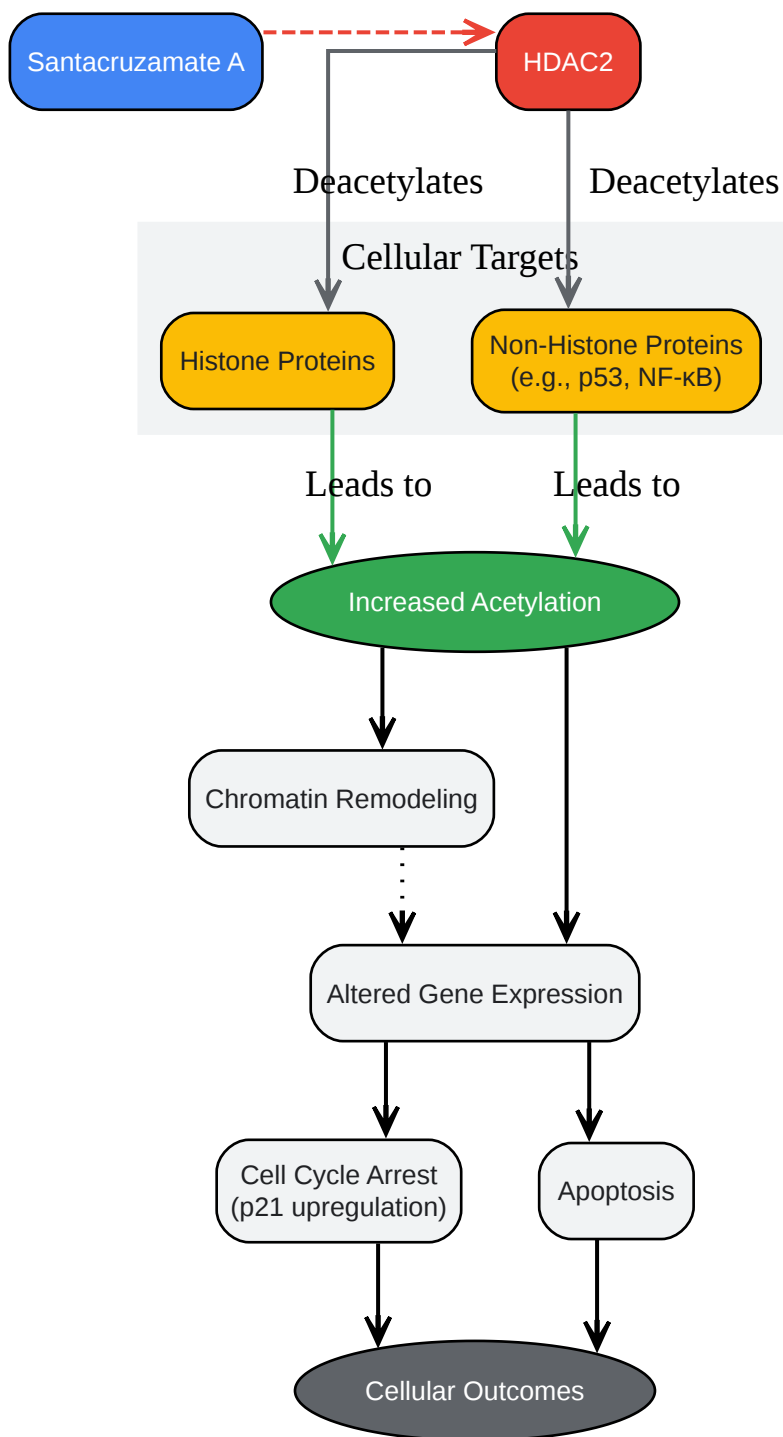 Santacruzamate A
HDAC2
Deacetylates
Deacetylates
Cellular Targets
Histone Proteins
Non-Histone Proteins
(e.g., p53, NF-κB)
Leads to
Leads to
Increased Acetylation
Chromatin Remodeling
Altered Gene Expression
Cell Cycle Arrest
(p21 upregulation)
Apoptosis
Cellular Outcomes